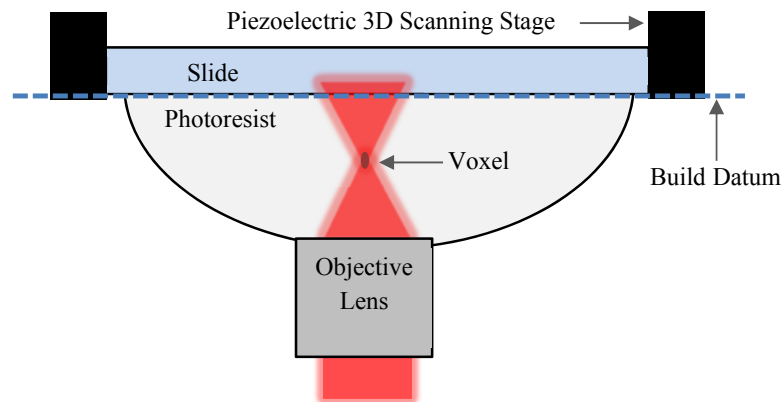 Piezoelectric 3D Scanning Stage
Slide
Photoresist
Voxel
Build Datum
Objective
Lens